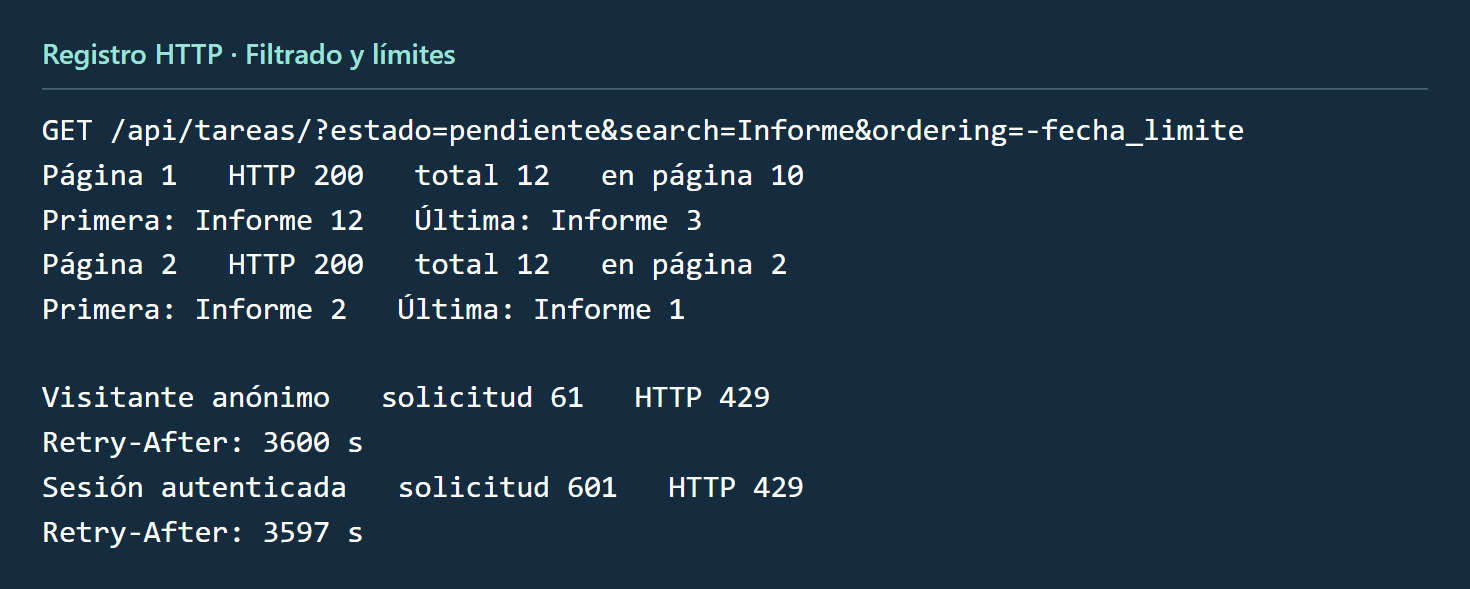 Registro HTTP · Filtrado y límites
GET /api/tareas/?estado=pendiente&search=Informe&ordering=-fecha_limite
Página 1   HTTP 200   total 12   en página 10
Primera: Informe 12   Última: Informe 3
Página 2   HTTP 200   total 12   en página 2
Primera: Informe 2   Última: Informe 1
Visitante anónimo   solicitud 61   HTTP 429
Retry-After: 3600 s
Sesión autenticada   solicitud 601   HTTP 429
Retry-After: 3597 s